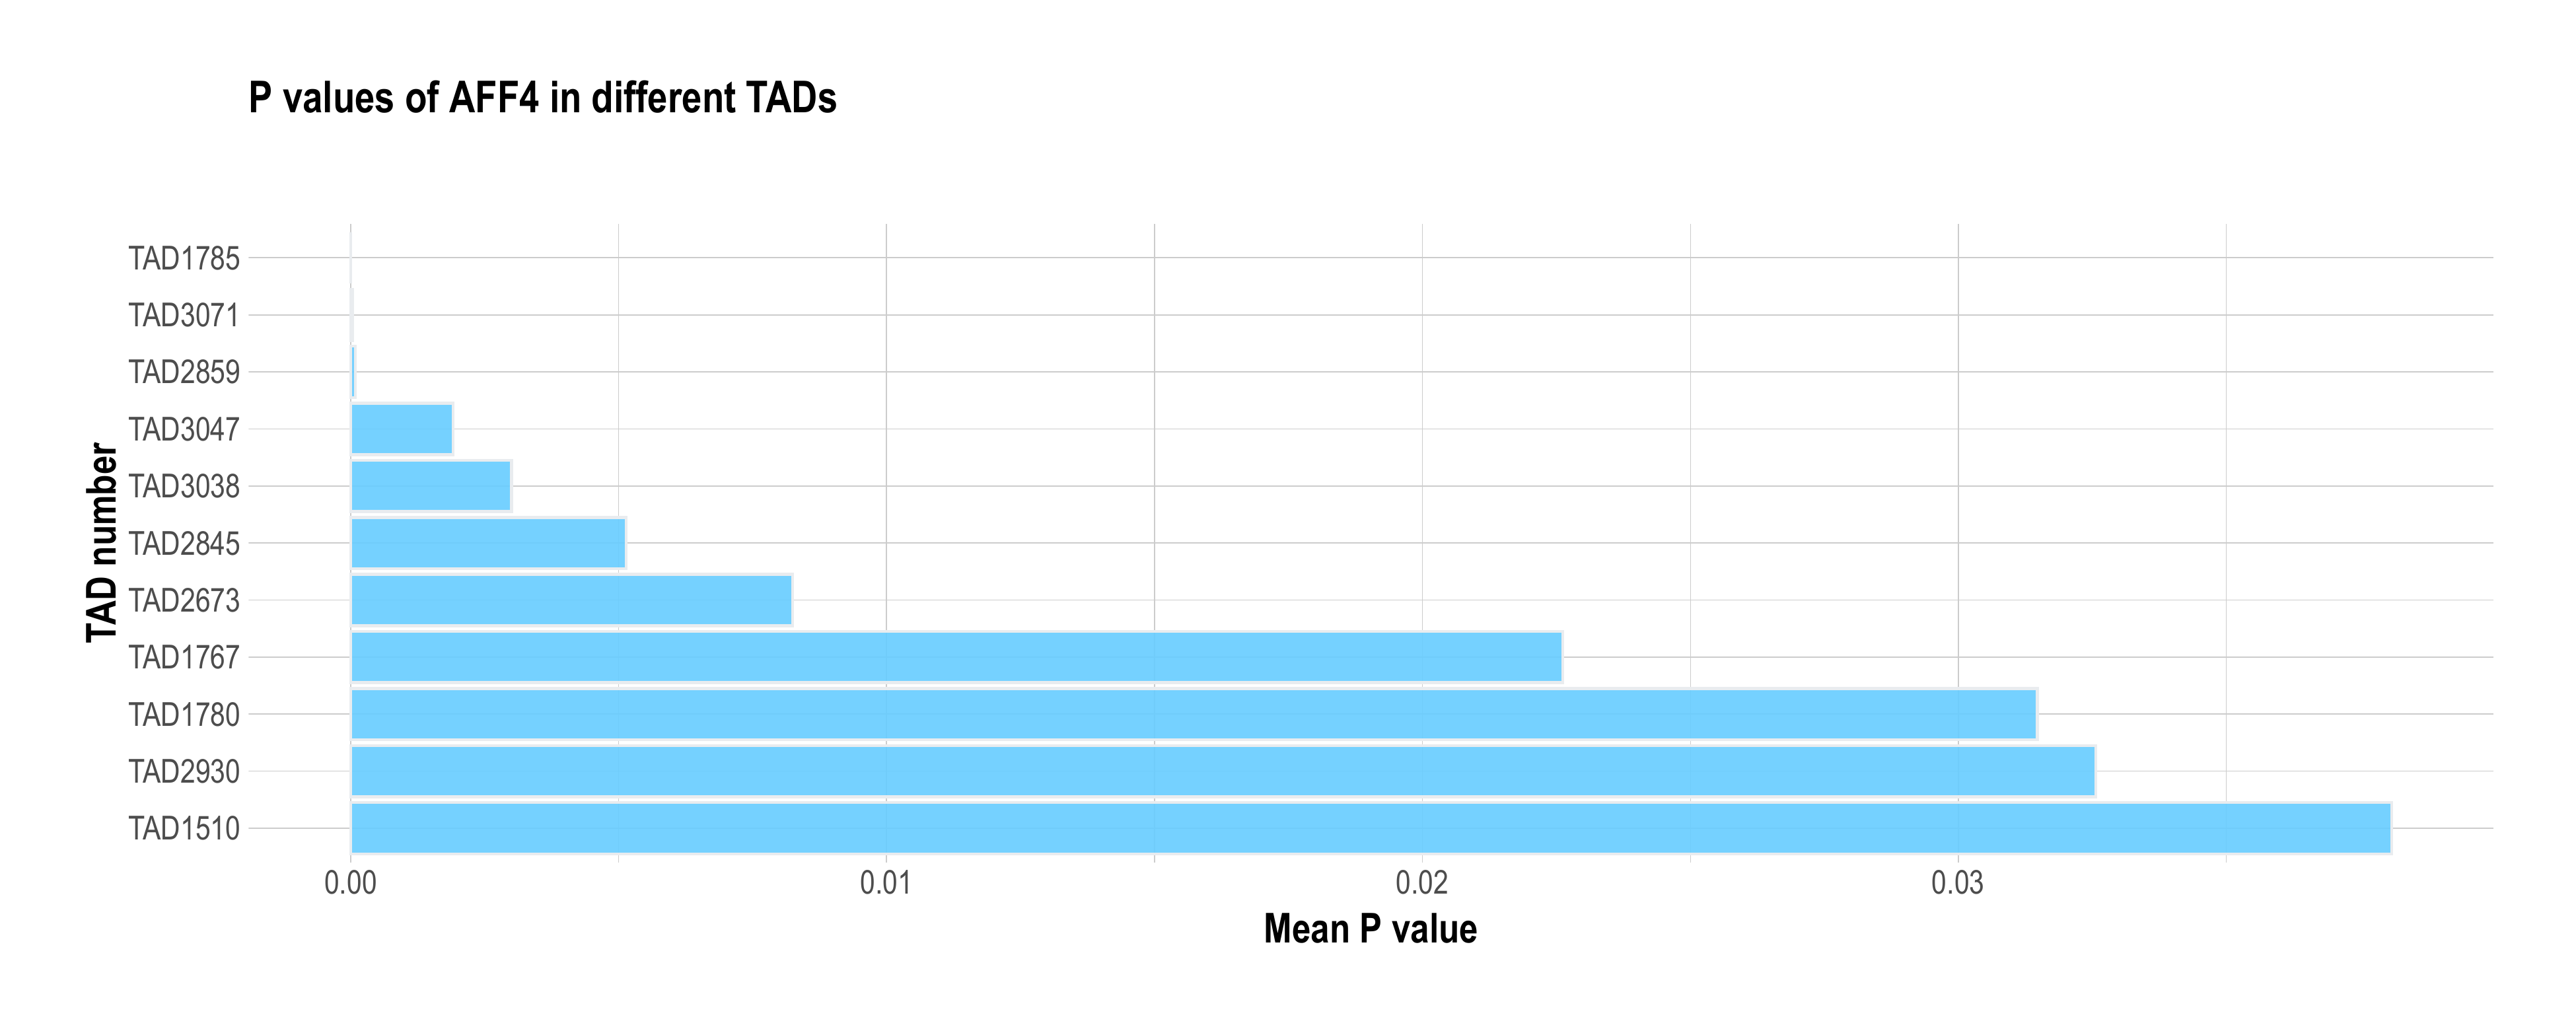 P values of AFF4 in different TADs
TAD number
TAD1785
TAD3071
TAD2859
TAD3047
TAD3038
TAD2845
TAD2673
TAD1767
TAD1780
TAD2930
TAD1510
0.00 0.01 0.02 0.03
Mean P value